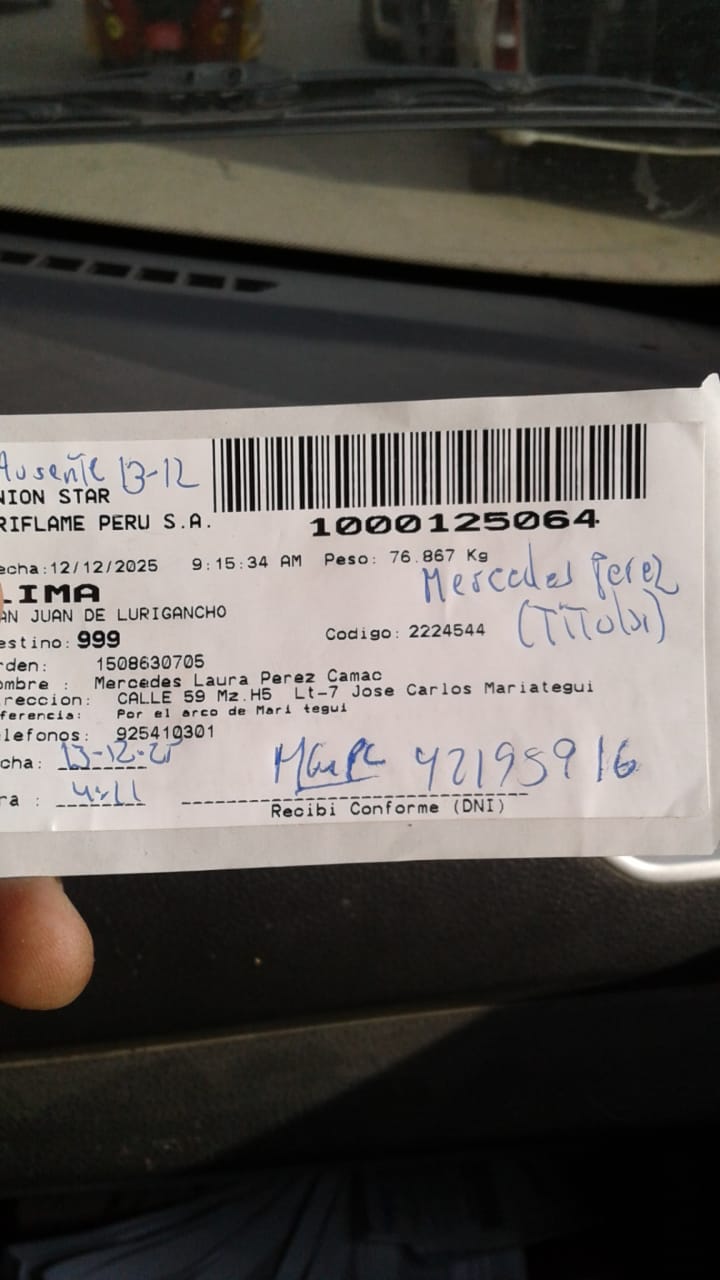 Ausente 13-12
NION STAR
RIFLAME PERU S.A.
1000125064
echa:12/12/2025 9:15:34 AM Peso: 76.867 Kg
LIMA
Mercedes Perez
AN JUAN DE LURIGANCHO
(Titular)
estino: 999 Codigo: 2224544
rden: 1508630705
ombre : Mercedes Laura Perez Camac
ireccion: CALLE 59 Mz.H5 Lt-7 Jose Carlos Mariategui
ferencia: Por el arco de Mari tegui
lefonos: 925410301
cha: 13-12-25
42195916
ra : 4:11
Recibi Conforme (DNI)